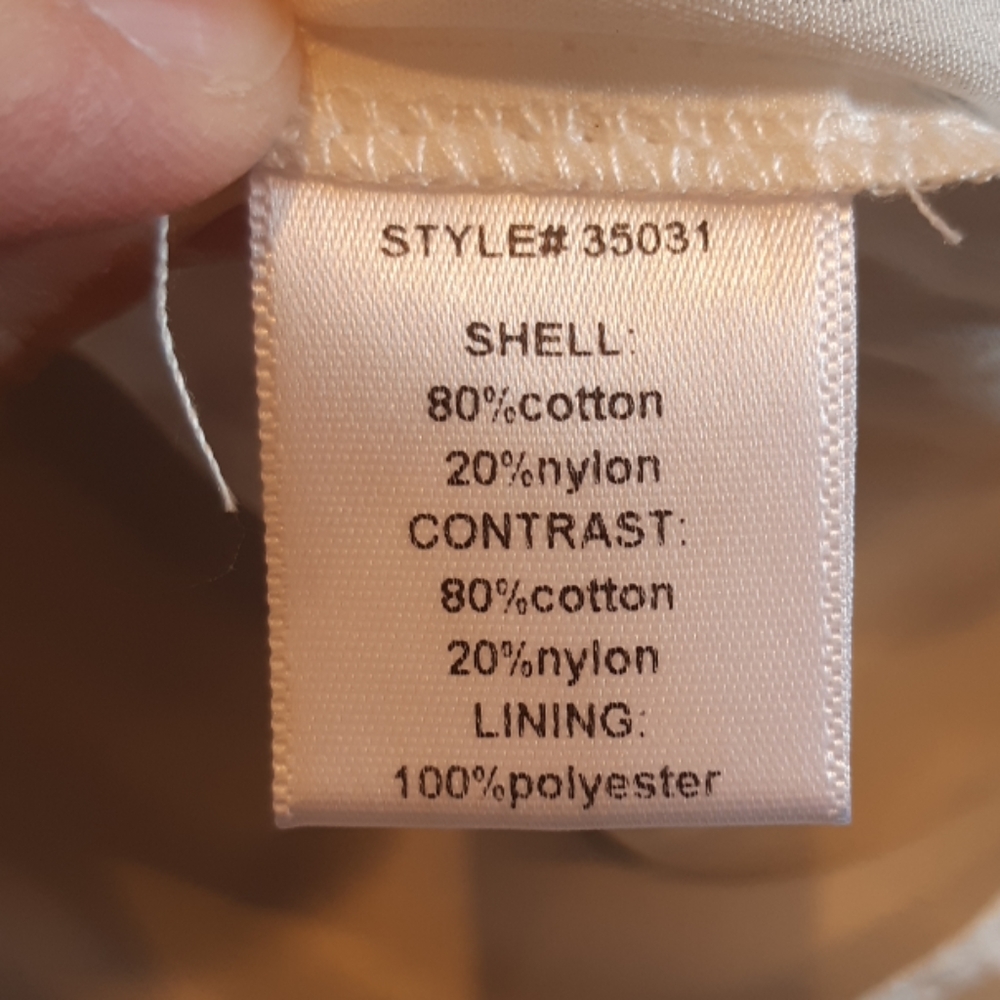 STYLE# 35031
SHELL:
80%cotton
20%nylon
CONTRAST:
80%cotton
20%nylon
LINING:
100%polyester